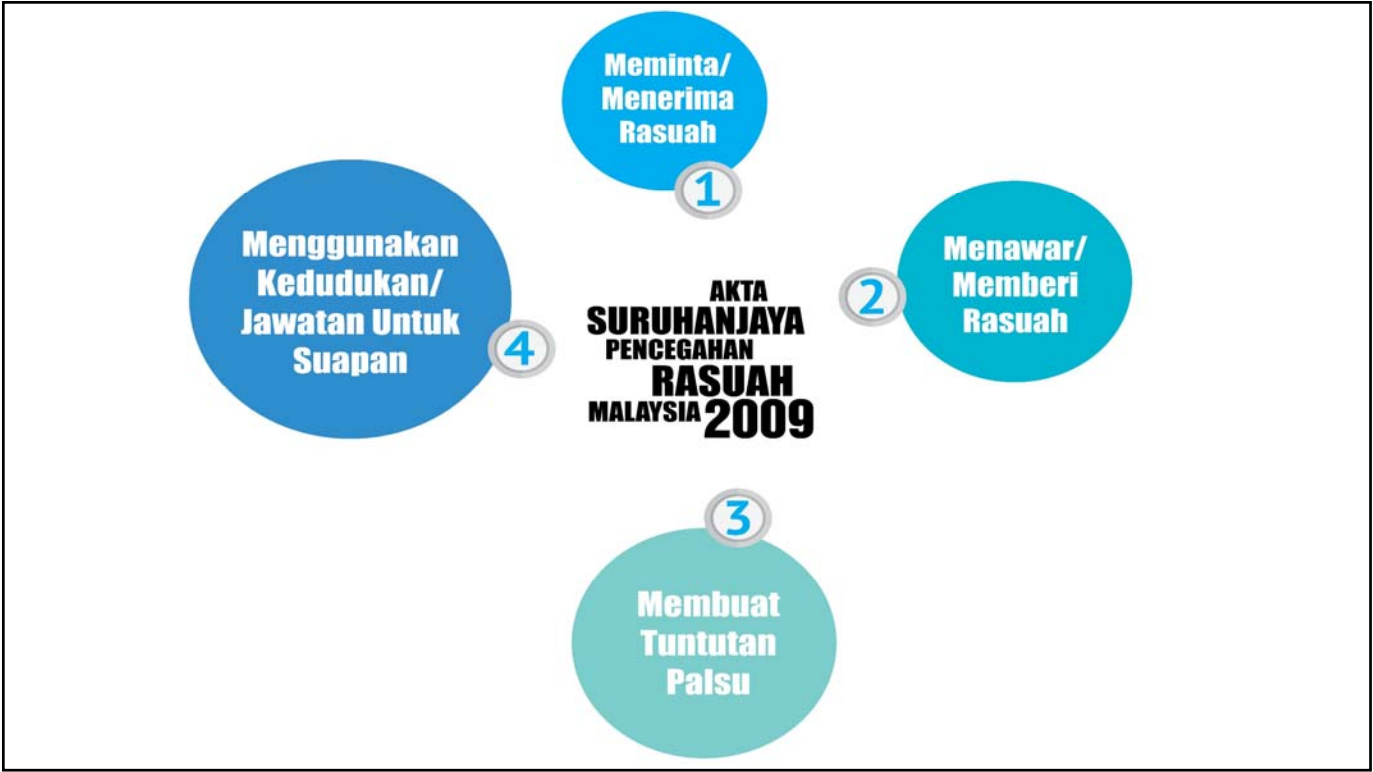 Meminta/
Menerima
Rasuah
1
Menawar/
Memberi
Rasuah
2
AKTA
SURUHANJAYA
PENCEGAHAN
RASUAH
MALAYSIA 2009
3
Membuat
Tuntutan
Palsu
Menggunakan
Kedudukan/
Jawatan Untuk
Suapan
4